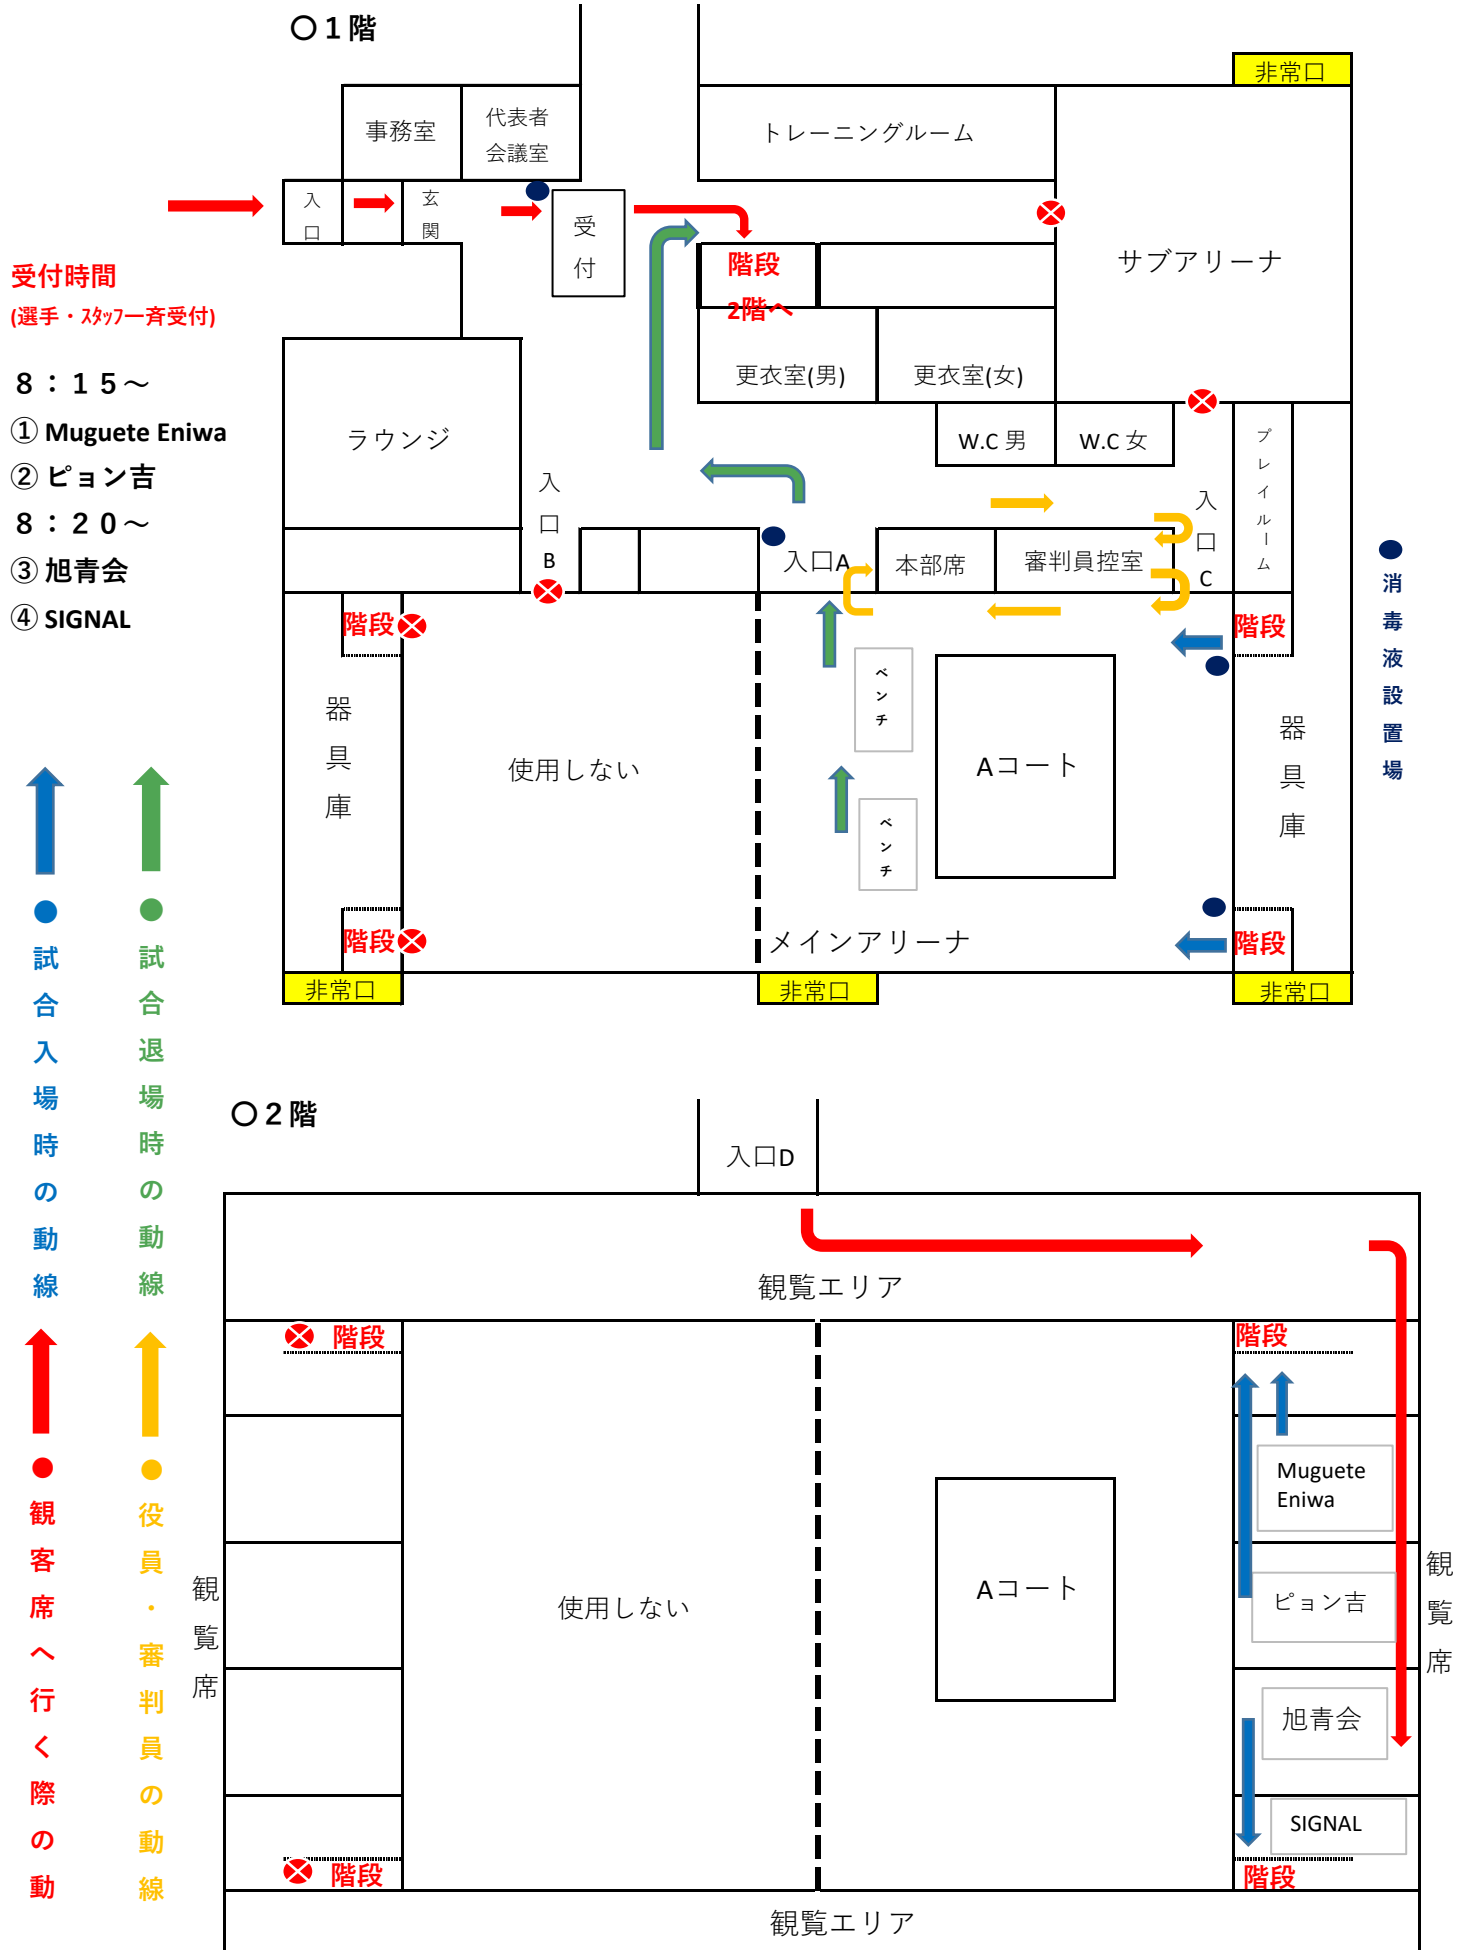 〇１階
非常口
事務室
代表者
会議室
トレーニングルーム
入口
玄関
受付
階段
2階へ
サブアリーナ
受付時間
(選手・ｽﾀｯﾌ一斉受付)
８：１５～
① Muguete Eniwa
② ピョン吉
８：２０～
③ 旭青会
④ SIGNAL
更衣室(男)
更衣室(女)
ラウンジ
W.C 男
W.C 女
プレイルーム
入口B
入口A
本部席
審判員控室
入口C
消毒液設置場
階段
階段
器具庫
使用しない
ベンチ
ベンチ
Aコート
器具庫
階段
メインアリーナ
階段
非常口
非常口
非常口
●試合入場時の動線
●試合退場時の動線
●観客席へ行く際の動
●役員・審判員の動線
〇２階
入口D
観覧エリア
階段
階段
Muguete
Eniwa
観覧席
使用しない
Aコート
ピョン吉
観覧席
旭青会
SIGNAL
階段
階段
観覧エリア